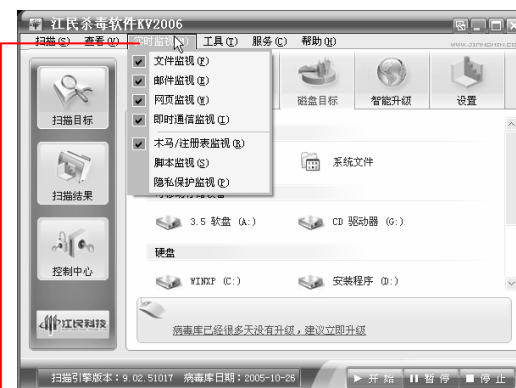 江民杀毒软件KV2006
扫描(S) 查看(V) 实时监视(M) 工具(T) 服务(C) 帮助(H)
文件监视(F)
邮件监视(E)
网页监视(W)
即时通信监视(I)
木马/注册表监视(R)
脚本监视(S)
隐私保护监视(P)
扫描目标
扫描结果
控制中心
江民科技
磁盘目标 智能升级 设置
系统文件
3.5 软盘 (A:) CD 驱动器 (G:)
硬盘
WINXP (C:) 安装程序 (D:)
病毒库已经很多天没有升级，建议立即升级
扫描引擎版本：9.02.51017 病毒库日期：2005-10-26 开始 暂停 停止